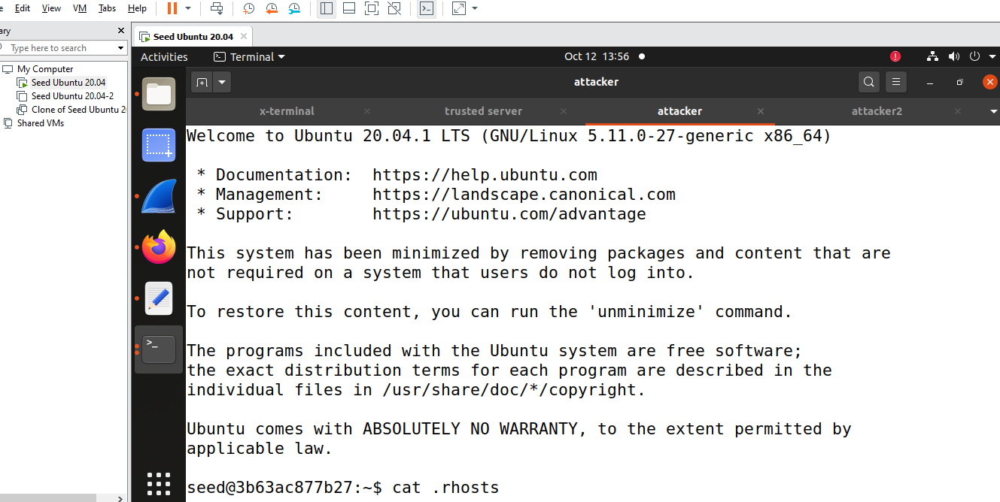 e Edit View VM Tabs Help
ary
Seed Ubuntu 20.04
Type here to search
Activities Terminal Oct 12 13:56
My Computer
Seed Ubuntu 20.04
Seed Ubuntu 20.04-2
Clone of Seed Ubuntu 2
Shared VMs
attacker
x-terminal trusted server attacker attacker2
Welcome to Ubuntu 20.04.1 LTS (GNU/Linux 5.11.0-27-generic x86_64)
* Documentation: https://help.ubuntu.com
* Management: https://landscape.canonical.com
* Support: https://ubuntu.com/advantage
This system has been minimized by removing packages and content that are
not required on a system that users do not log into.
To restore this content, you can run the 'unminimize' command.
The programs included with the Ubuntu system are free software;
the exact distribution terms for each program are described in the
individual files in /usr/share/doc/*/copyright.
Ubuntu comes with ABSOLUTELY NO WARRANTY, to the extent permitted by
applicable law.
seed@3b63ac877b27:~$ cat .rhosts